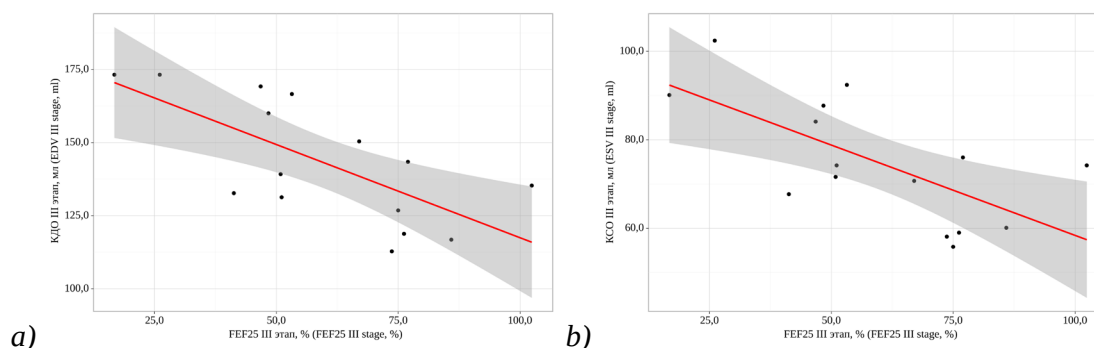 КДО III этап, мл (EDV III stage, ml)
175,0
150,0
125,0
100,0
25,0 50,0 75,0 100,0
FEF25 III этап, % (FEF25 III stage, %)
a)
КСО III этап, мл (ESV III stage, ml)
100,0
80,0
60,0
25,0 50,0 75,0 100,0
FEF25 III этап, % (FEF25 III stage, %)
b)